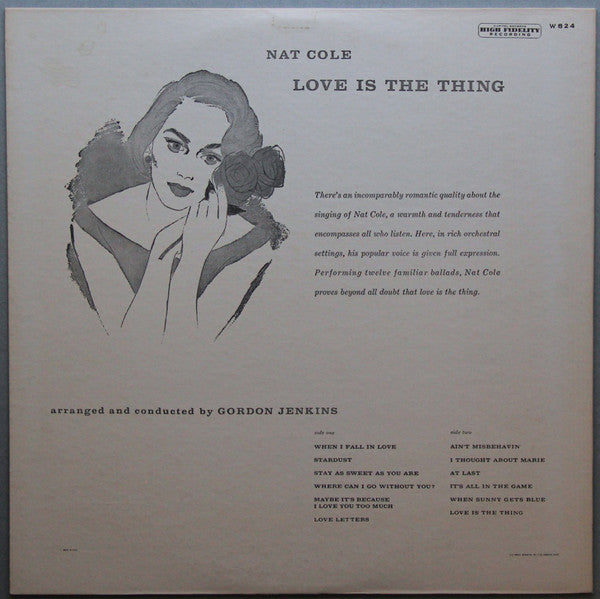 CAPITOL RECORDS
HIGH FIDELITY
RECORDING
W 824
NAT COLE
LOVE IS THE THING
There's an incomparably romantic quality about the
singing of Nat Cole, a warmth and tenderness that
encompasses all who listen. Here, in rich orchestral
settings, his popular voice is given full expression.
Performing twelve familiar ballads, Nat Cole
proves beyond all doubt that love is the thing.
arranged and conducted by GORDON JENKINS
side one
WHEN I FALL IN LOVE
STARDUST
STAY AS SWEET AS YOU ARE
WHERE CAN I GO WITHOUT YOU?
MAYBE IT'S BECAUSE
I LOVE YOU TOO MUCH
LOVE LETTERS
side two
AIN'T MISBEHAVIN'
I THOUGHT ABOUT MARIE
AT LAST
IT'S ALL IN THE GAME
WHEN SUNNY GETS BLUE
LOVE IS THE THING